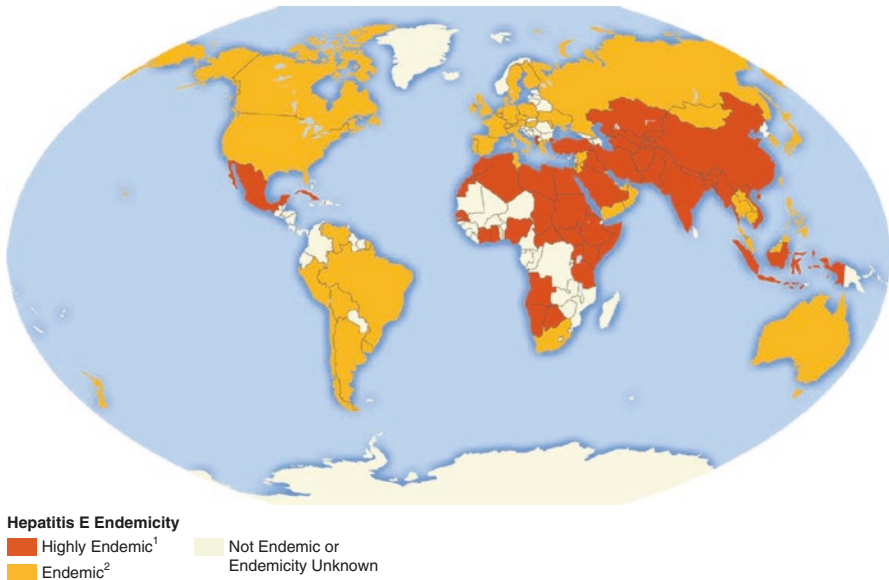 Hepatitis E Endemicity
Highly Endemic¹
Endemic²
Not Endemic or
Endemicity Unknown